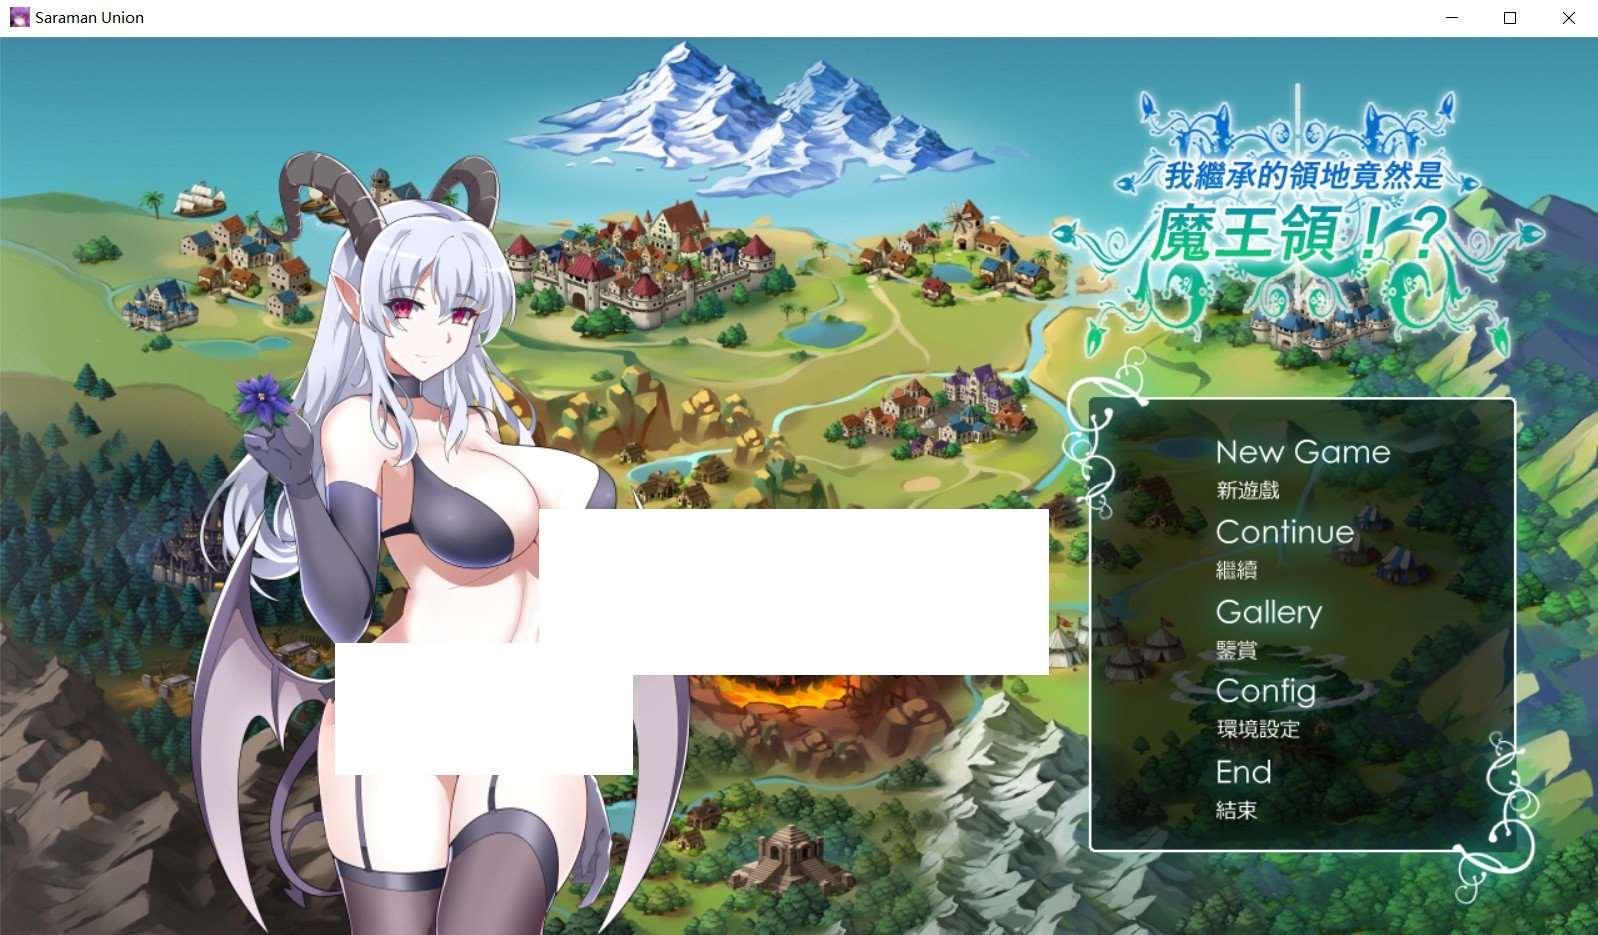 Saraman Union
我繼承的領地竟然是
魔王領！？
New Game
新遊戲
Continue
繼續
Gallery
鑒賞
Config
環境設定
End
結束